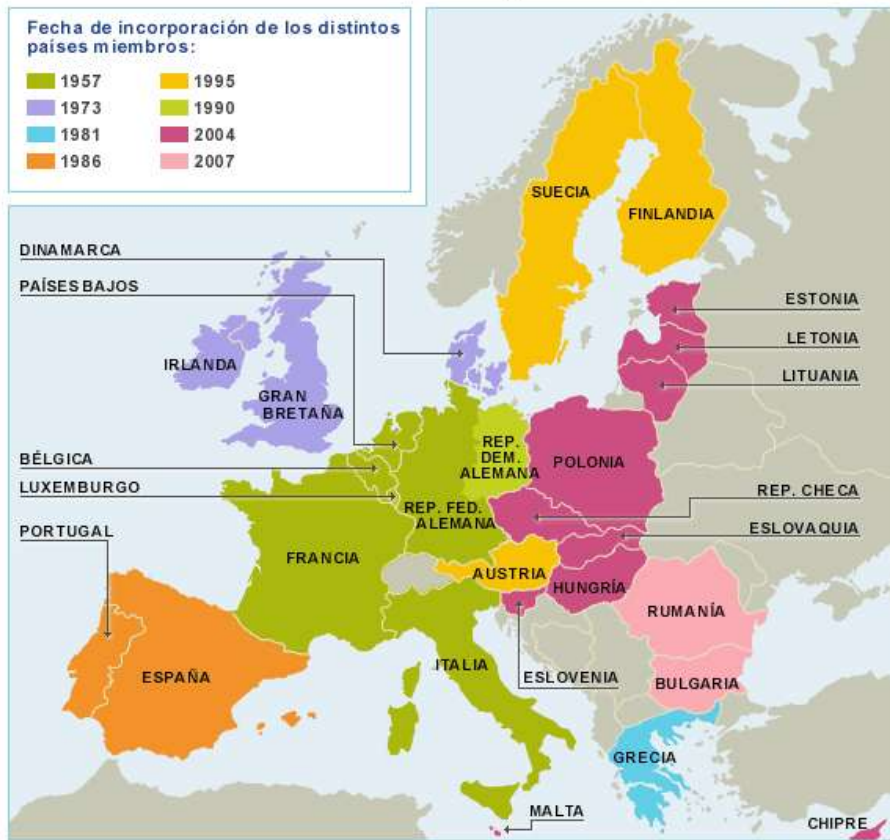 Fecha de incorporación de los distintos
países miembros:
1957
1995
1973
1990
1981
2004
1986
2007
SUECIA
FINLANDIA
DINAMARCA
PAÍSES BAJOS
ESTONIA
LETONIA
LITUANIA
IRLANDA
GRAN
BRETAÑA
REP.
DEM.
ALEMANA
POLONIA
BÉLGICA
LUXEMBURGO
REP. CHECA
REP. FED.
ALEMANA
PORTUGAL
ESLOVAQUIA
FRANCIA
AUSTRIA
HUNGRÍA
RUMANÍA
ITALIA
ESPAÑA
ESLOVENIA
BULGARIA
GRECIA
MALTA
CHIPRE